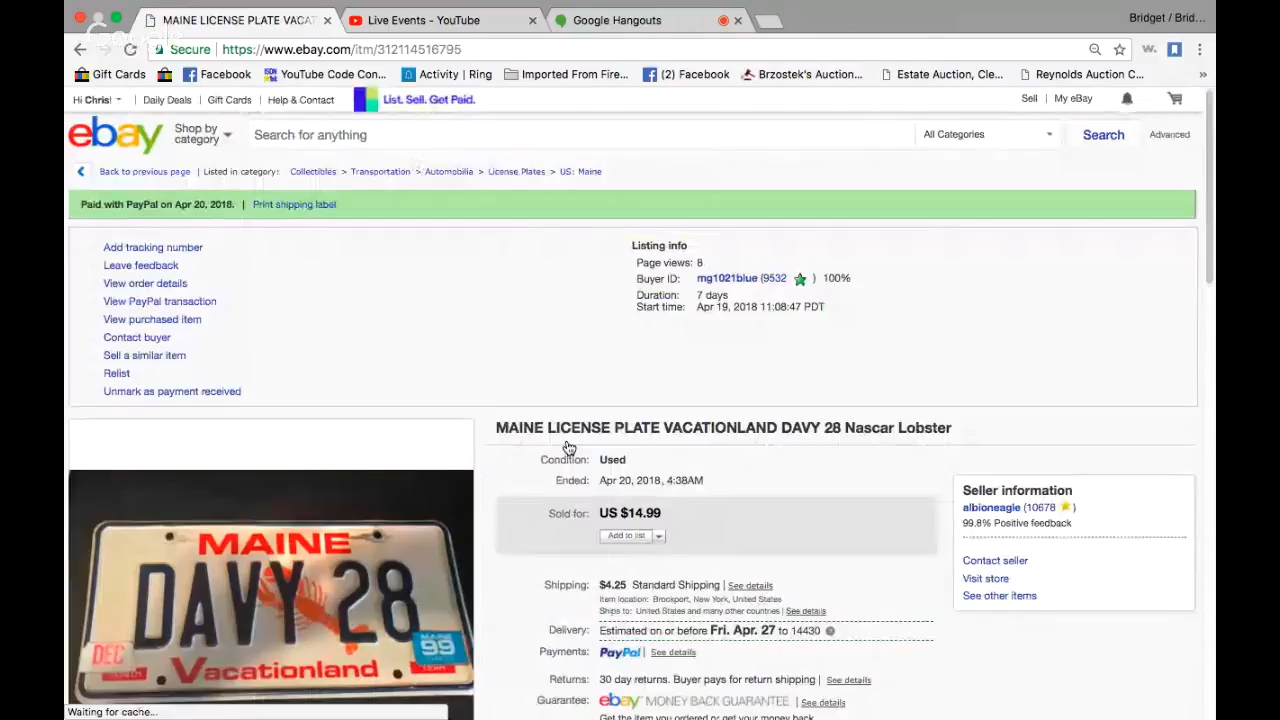 MAINE LICENSE PLATE VACAT
Live Events - YouTube
Google Hangouts
Bridget / Brid...
Secure
https://www.ebay.com/itm/312114516795
w.
Gift Cards
Facebook
YouTube Code Con...
Activity | Ring
Imported From Fire...
(2) Facebook
Brzostek's Auction...
Estate Auction, Cle...
Reynolds Auction C...
Hi Chris!
Daily Deals
Gift Cards
Help & Contact
List. Sell. Get Paid.
Sell
My eBay
ebay
Shop by
category
Search for anything
All Categories
Search
Advanced
Back to previous page | Listed in category: Collectibles > Transportation > Automobilia > License Plates > US: Maine
Paid with PayPal on Apr 20, 2018. | Print shipping label
Add tracking number
Leave feedback
View order details
View PayPal transaction
View purchased item
Contact buyer
Sell a similar item
Relist
Unmark as payment received
Listing info
Page views: 8
Buyer ID: mg1021blue (9532 ) 100%
Duration: 7 days
Start time: Apr 19, 2018 11:08:47 PDT
MAINE LICENSE PLATE VACATIONLAND DAVY 28 Nascar Lobster
Condition: Used
Ended: Apr 20, 2018, 4:38AM
Sold for: US $14.99
Add to list
Shipping: $4.25 Standard Shipping | See details
Item location: Brockport, New York, United States
Ships to: United States and many other countries | See details
Delivery: Estimated on or before Fri. Apr. 27 to 14430
Payments: PayPal | See details
Returns: 30 day returns. Buyer pays for return shipping | See details
Guarantee: ebay MONEY BACK GUARANTEE | See details
Get the item you ordered or get your money back
Seller information
albioneagle (10678 )
99.8% Positive feedback
Contact seller
Visit store
See other items
MAINE
DAVY 28
DEC
MAINE
99
Vacationland
Waiting for cache...